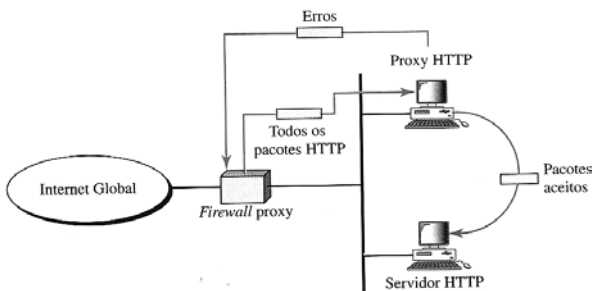 Erros
Proxy HTTP
Todos os
pacotes HTTP
Internet Global
Firewall proxy
Pacotes
aceitos
Servidor HTTP